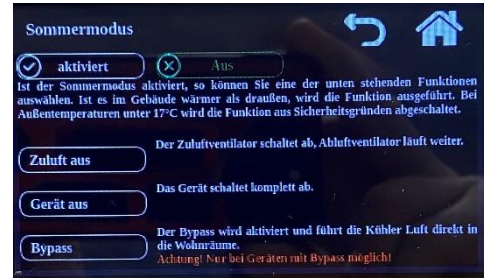 Sommermodus
aktiviert
Aus
Ist der Sommermodus aktiviert, so können Sie eine der unten stehenden Funktionen
auswählen. Ist es im Gebäude wärmer als draußen, wird die Funktion ausgeführt. Bei
Außentemperaturen unter 17°C wird die Funktion aus Sicherheitsgründen abgeschaltet.
Zuluft aus
Der Zuluftventilator schaltet ab, Abluftventilator läuft weiter.
Gerät aus
Das Gerät schaltet komplett ab.
Bypass
Der Bypass wird aktiviert und führt die Kühler Luft direkt in
die Wohnräume.
Achtung! Nur bei Geräten mit Bypass möglich!